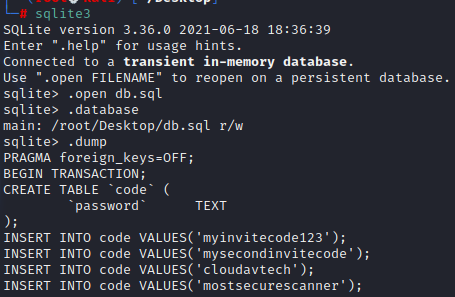 # sqlite3
SQLite version 3.36.0 2021-06-18 18:36:39
Enter ".help" for usage hints.
Connected to a transient in-memory database.
Use ".open FILENAME" to reopen on a persistent database.
sqlite> .open db.sql
sqlite> .database
main: /root/Desktop/db.sql r/w
sqlite> .dump
PRAGMA foreign_keys=OFF;
BEGIN TRANSACTION;
CREATE TABLE `code` (
`password` TEXT
);
INSERT INTO code VALUES('myinvitecode123');
INSERT INTO code VALUES('mysecondinvitecode');
INSERT INTO code VALUES('cloudavtech');
INSERT INTO code VALUES('mostsecurescanner');